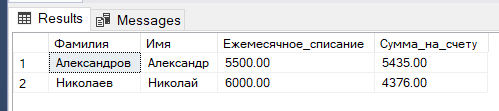 Results Messages
Фамилия Имя Ежемесячное_списание Сумма_на_счету
1 Александров Александр 5500.00 5435.00
2 Николаев Николай 6000.00 4376.00